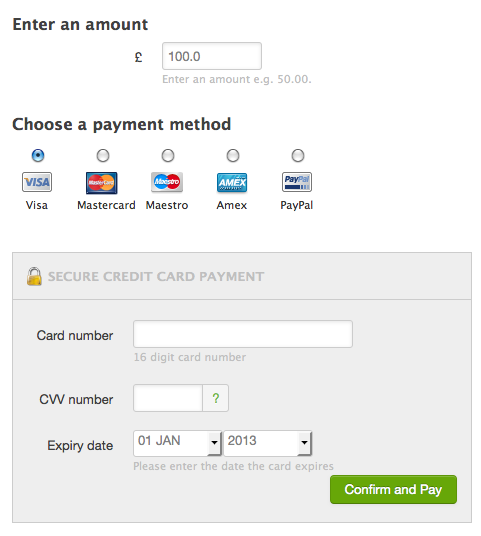 Enter an amount
£ 100.0
Enter an amount e.g. 50.00.
Choose a payment method
VISA MasterCard Maestro AMEX PayPal
Visa Mastercard Maestro Amex PayPal
SECURE CREDIT CARD PAYMENT
Card number
16 digit card number
CVV number ?
Expiry date 01 JAN 2013
Please enter the date the card expires
Confirm and Pay